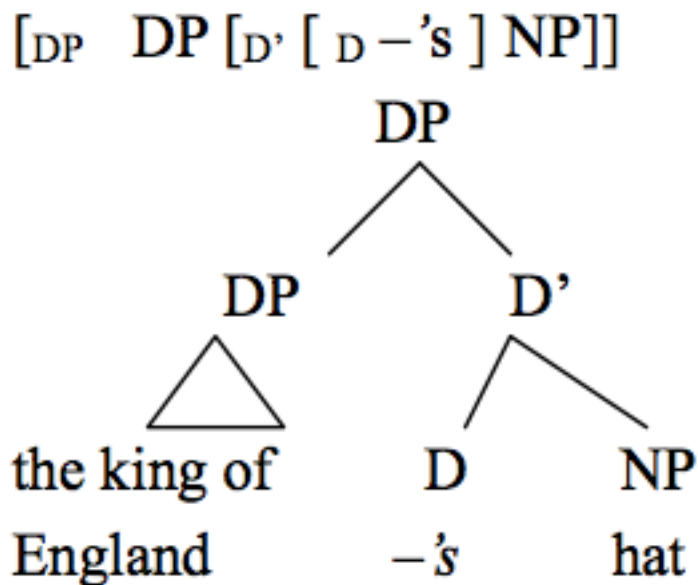 [DP DP [D’ [ D –’s ] NP]]
DP
DP D’
the king of D NP
England –’s hat